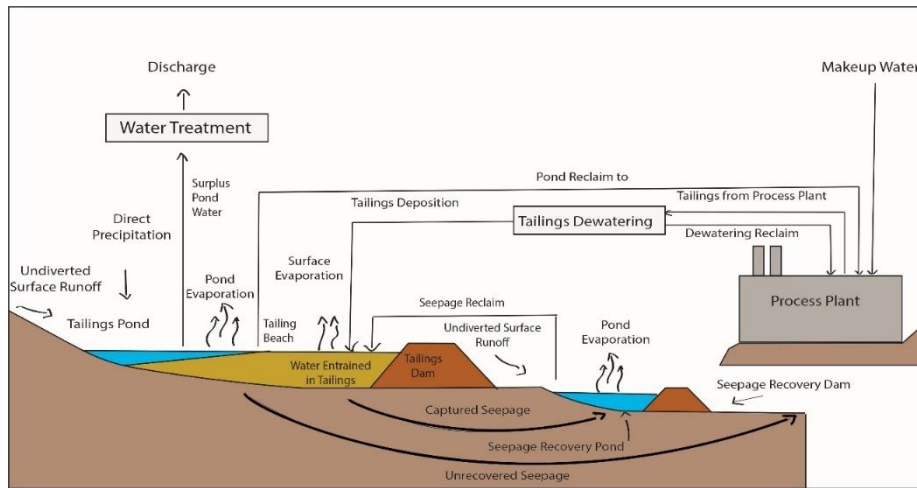 Discharge
Makeup Water
Water Treatment
Pond Reclaim to
Surplus
Pond
Water
Tailings Deposition
Tailings from Process Plant
Tailings Dewatering
Dewatering Reclaim
Direct
Precipitation
Surface
Evaporation
Undiverted
Surface Runoff
Pond
Evaporation
Process Plant
Seepage Reclaim
Tailings Pond
Tailing
Beach
Undiverted Surface
Runoff
Pond
Evaporation
Water Entrained
in Tailings
Tailings
Dam
Seepage Recovery Dam
Captured Seepage
Seepage Recovery Pond
Unrecovered Seepage